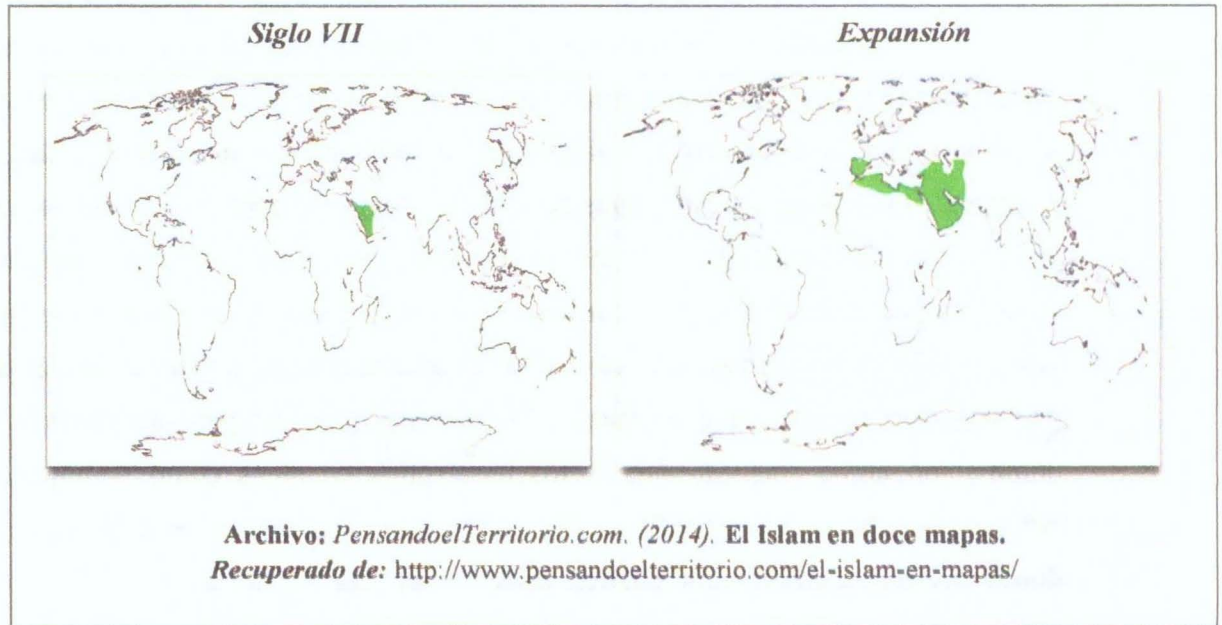 Siglo VII
Expansión
Archivo: PensandoelTerritorio.com. (2014). El Islam en doce mapas.
Recuperado de: http://www.pensandoelterritorio.com/el-islam-en-mapas/